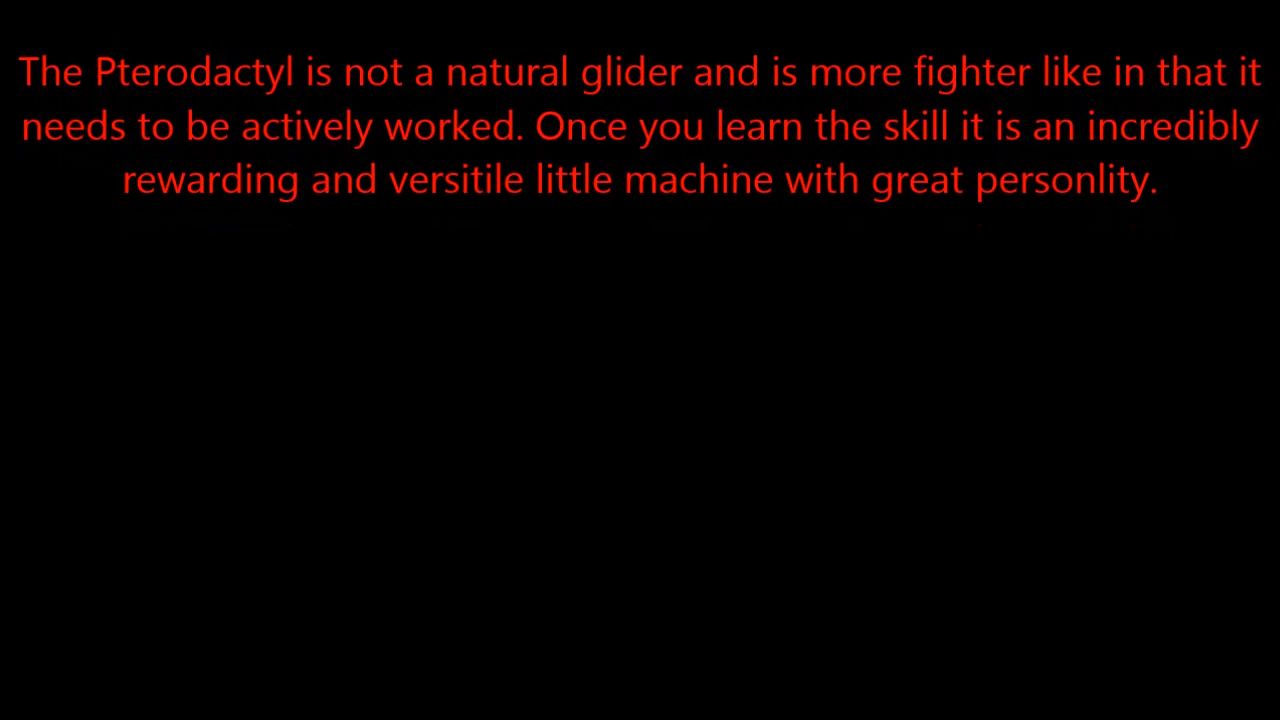 The Pterodactyl is not a natural glider and is more fighter like in that it
needs to be actively worked. Once you learn the skill it is an incredibly
rewarding and versitile little machine with great personlity.